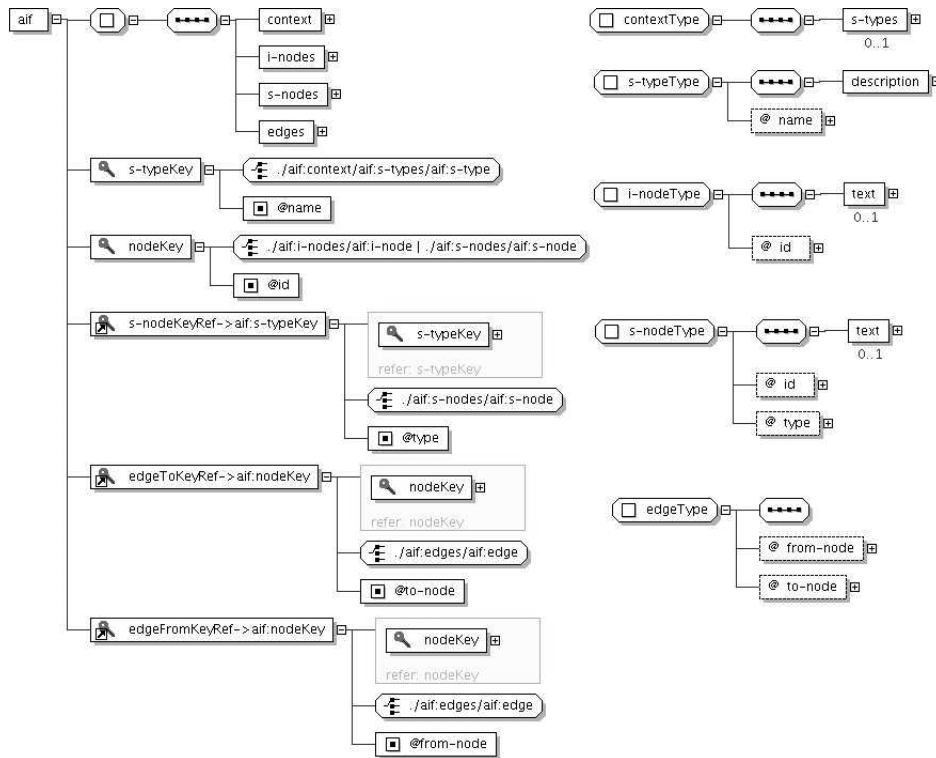 aif
context
i-nodes
s-nodes
edges
s-typeKey
./aif:context/aif:s-types/aif:s-type
@name
nodeKey
./aif:i-nodes/aif:i-node | ./aif:s-nodes/aif:s-node
@id
s-nodeKeyRef->aif:s-typeKey
s-typeKey
refer: s-typeKey
./aif:s-nodes/aif:s-node
@type
edgeToKeyRef->aif:nodeKey
nodeKey
refer: nodeKey
./aif:edges/aif:edge
@to-node
edgeFromKeyRef->aif:nodeKey
nodeKey
refer: nodeKey
./aif:edges/aif:edge
@from-node
contextType
s-types
0..1
s-typeType
description
@ name
i-nodeType
text
0..1
@ id
s-nodeType
text
0..1
@ id
@ type
edgeType
@ from-node
@ to-node